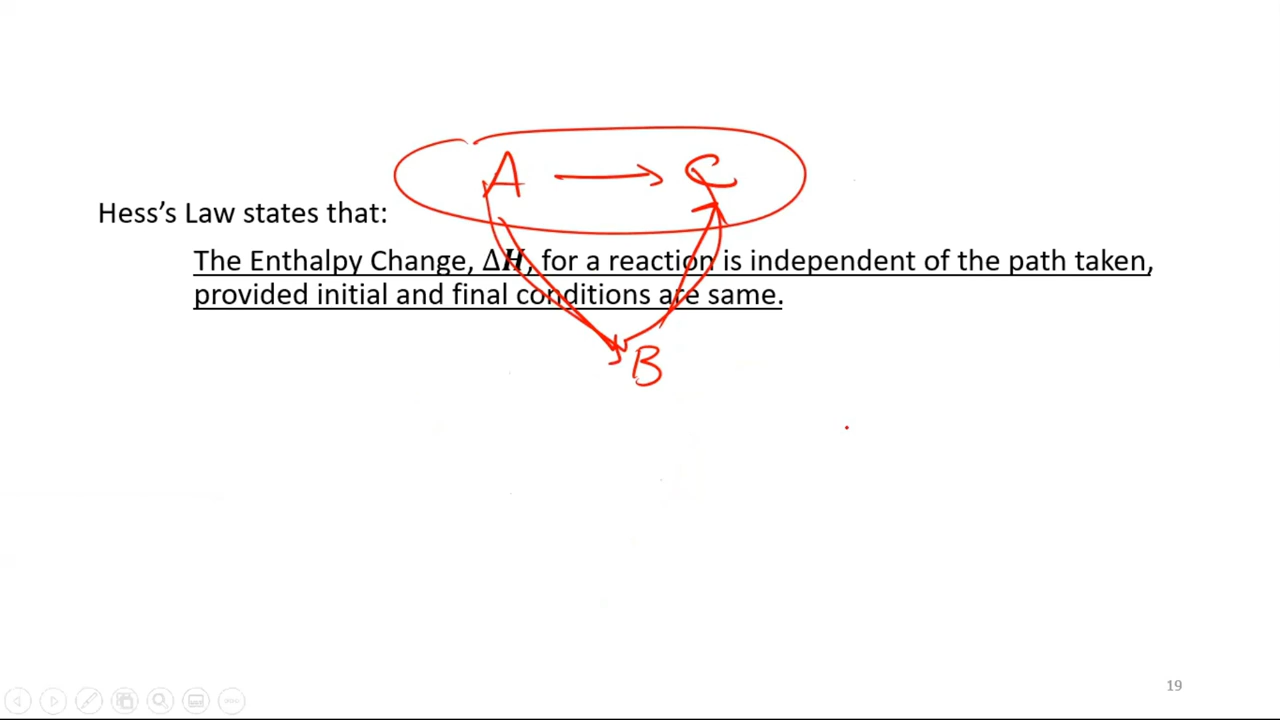 A → C
Hess’s Law states that:
The Enthalpy Change, Δ𝑯, for a reaction is independent of the path taken,
provided initial and final conditions are same.
B
19